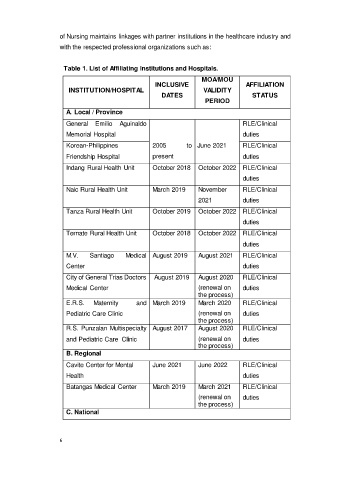 of Nursing maintains linkages with partner institutions in the healthcare industry and
with the respected professional organizations such as:
Table 1. List of Affiliating Institutions and Hospitals.
INSTITUTION/HOSPITAL
INCLUSIVE
DATES
MOA/MOU
VALIDITY
PERIOD
AFFILIATION
STATUS
A. Local / Province
General Emilio Aguinaldo
Memorial Hospital
RLE/Clinical
duties
Korean-Philippines
Friendship Hospital
2005 to
present
June 2021
RLE/Clinical
duties
Indang Rural Health Unit
October 2018
October 2022
RLE/Clinical
duties
Naic Rural Health Unit
March 2019
November
2021
RLE/Clinical
duties
Tanza Rural Health Unit
October 2019
October 2022
RLE/Clinical
duties
Ternate Rural Health Unit
October 2018
October 2022
RLE/Clinical
duties
M.V. Santiago Medical
Center
August 2019
August 2021
RLE/Clinical
duties
City of General Trias Doctors
Medical Center
August 2019
August 2020
(renewal on
the process)
RLE/Clinical
duties
E.R.S. Maternity and
Pediatric Care Clinic
March 2019
March 2020
(renewal on
the process)
RLE/Clinical
duties
R.S. Punzalan Multispecialty
and Pediatric Care Clinic
August 2017
August 2020
(renewal on
the process)
RLE/Clinical
duties
B. Regional
Cavite Center for Mental
Health
June 2021
June 2022
RLE/Clinical
duties
Batangas Medical Center
March 2019
March 2021
(renewal on
the process)
RLE/Clinical
duties
C. National
6